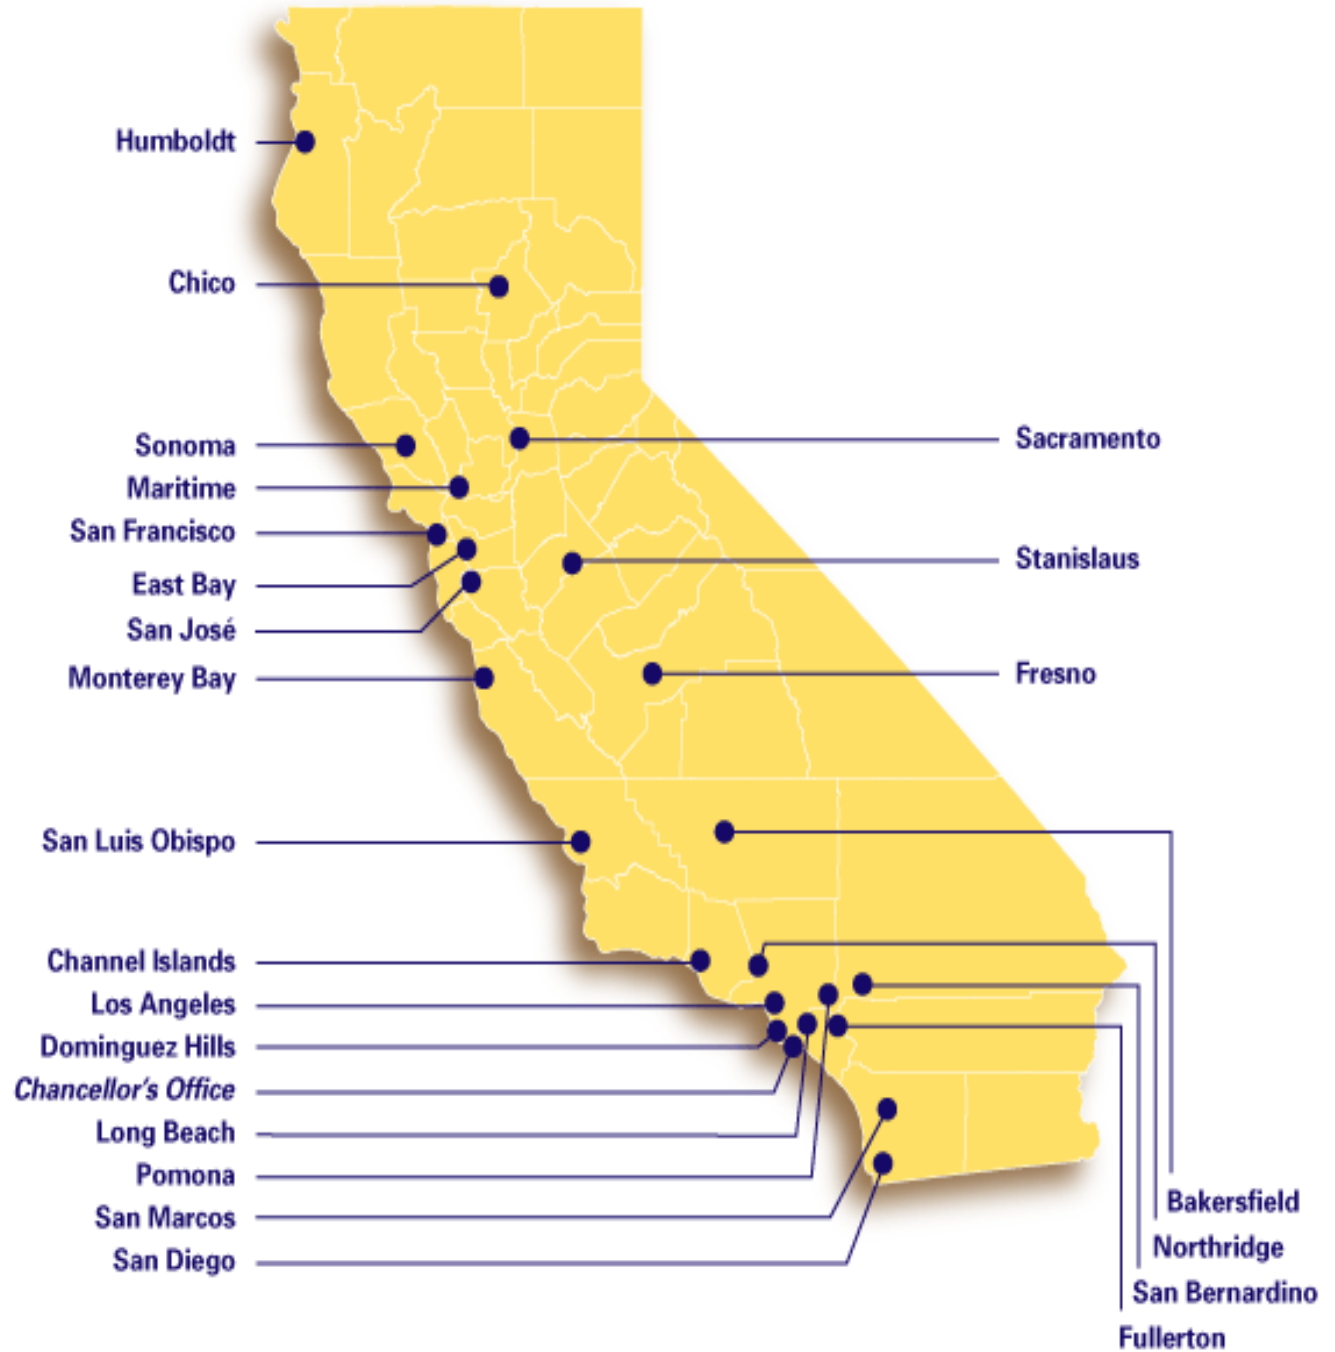 Humboldt
Chico
Sonoma
Maritime
San Francisco
East Bay
San José
Monterey Bay
San Luis Obispo
Channel Islands
Los Angeles
Dominguez Hills
Chancellor's Office
Long Beach
Pomona
San Marcos
San Diego
Sacramento
Stanislaus
Fresno
Bakersfield
Northridge
San Bernardino
Fullerton